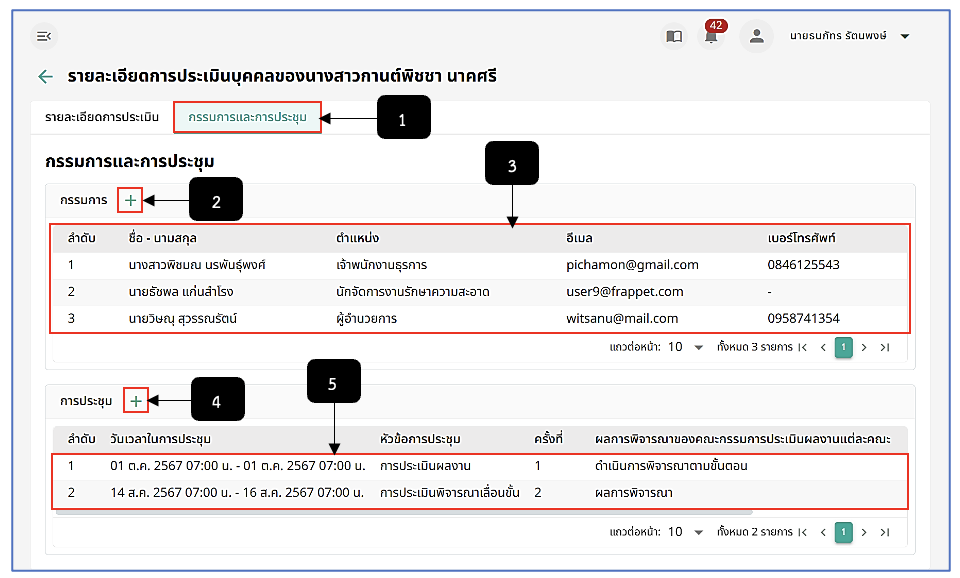 42
นายธนภัทร รัตนพงษ์
รายละเอียดการประเมินบุคคลของนางสาวกานต์พิชชา นาคศรี
รายละเอียดการประเมิน กรรมการและการประชุม 1
กรรมการและการประชุม
3
กรรมการ + 2
ลำดับ ชื่อ - นามสกุล ตำแหน่ง อีเมล เบอร์โทรศัพท์
1 นางสาวพิชมณ นรพันธุ์พงศ์ เจ้าพนักงานธุรการ pichamon@gmail.com 0846125543
2 นายธัชพล แก่นสำโรง นักจัดการงานรักษาความสะอาด user9@frappet.com -
3 นายวิษณุ สุวรรณรัตน์ ผู้อำนวยการ witsanu@mail.com 0958741354
แถวต่อหน้า: 10 ทั้งหมด 3 รายการ 1
5
การประชุม + 4
ลำดับ วันเวลาในการประชุม หัวข้อการประชุม ครั้งที่ ผลการพิจารณาของคณะกรรมการประเมินผลงานแต่ละคณะ
1 01 ต.ค. 2567 07:00 น. - 01 ต.ค. 2567 07:00 น. การประเมินผลงาน 1 ดำเนินการพิจารณาตามขั้นตอน
2 14 ส.ค. 2567 07:00 น. - 16 ส.ค. 2567 07:00 น. การประเมินพิจารณาเลื่อนขั้น 2 ผลการพิจารณา
แถวต่อหน้า: 10 ทั้งหมด 2 รายการ 1